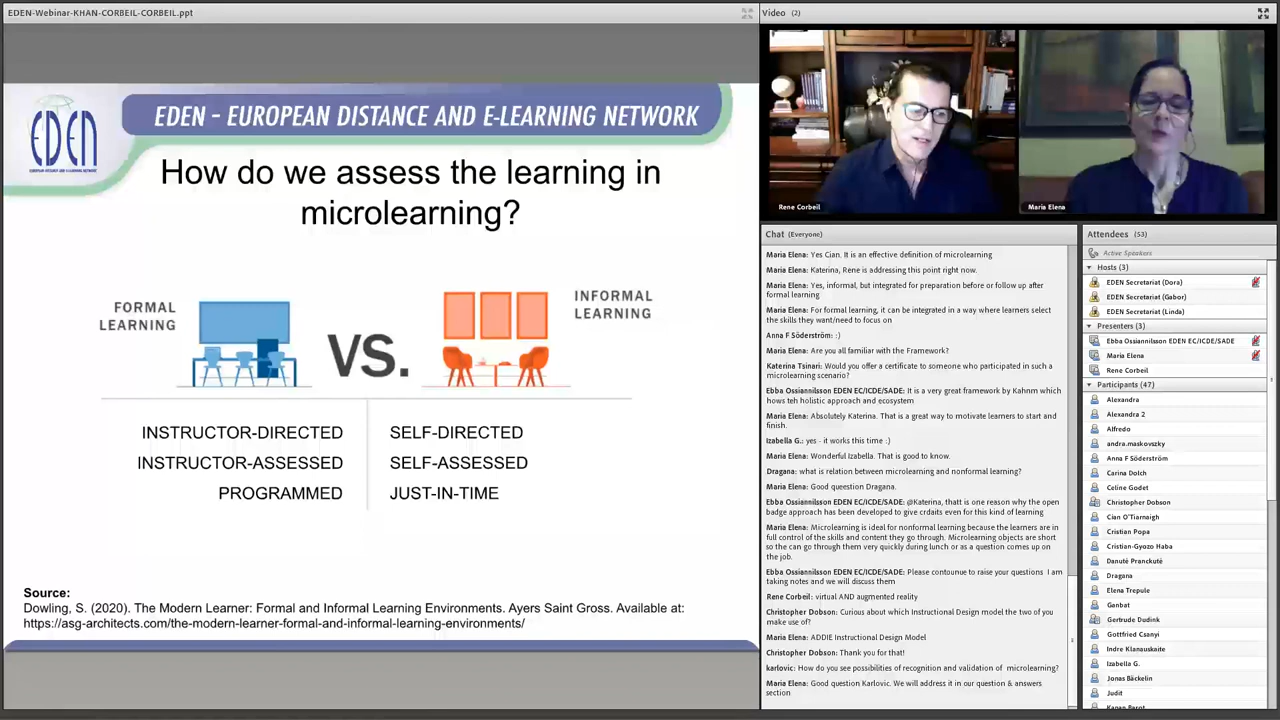 EDEN-Webinar-KHAN-CORBEIL-CORBEIL.ppt
EDEN
EUROPEAN DISTANCE AND E-LEARNING NETWORK
EDEN - EUROPEAN DISTANCE AND E-LEARNING NETWORK
How do we assess the learning in
microlearning?
FORMAL
LEARNING
VS.
INFORMAL
LEARNING
INSTRUCTOR-DIRECTED
INSTRUCTOR-ASSESSED
PROGRAMMED
SELF-DIRECTED
SELF-ASSESSED
JUST-IN-TIME
Source:
Dowling, S. (2020). The Modern Learner: Formal and Informal Learning Environments. Ayers Saint Gross. Available at:
https://asg-architects.com/the-modern-learner-formal-and-informal-learning-environments/
Video (2)
Rene Corbeil
Maria Elena
Chat (Everyone)
Maria Elena: Yes Cian. It is an effective definition of microlearning
Maria Elena: Katerina, Rene is addressing this point right now.
Maria Elena: Yes, informal, but integrated for preparation before or follow up after
formal learning
Maria Elena: For formal learning, it can be integrated in a way where learners select
the skills they want/need to focus on
Anna F Söderström: :)
Maria Elena: Are you all familiar with the Framework?
Katerina Tsinari: Would you offer a certificate to someone who participated in such a
microlearning scenario?
Ebba Ossiannilsson EDEN EC/ICDE/SADE: It is a very great framework by Kahnm which
hows teh holistic approach and ecosystem
Maria Elena: Absolutely Katerina. That is a great way to motivate learners to start and
finish.
Izabella G.: yes - it works this time :)
Maria Elena: Wonderful Izabella. That is good to know.
Dragana: what is relation between microlearning and nonformal learning?
Maria Elena: Good queestion Dragana.
Ebba Ossiannilsson EDEN EC/ICDE/SADE: @Katerina, thatt is one reason why the open
badge approach has been developed to give crdaits even for this kind of learning
Maria Elena: Microlearning is ideal for nonformal learning because the learners are in
full control of the skills and content they go through. Microlearning objects are short
so the can go through them very quickly during lunch or as a question comes up on
the job.
Ebba Ossiannilsson EDEN EC/ICDE/SADE: Please contounue to raise your questions I am
taking notes and we will discuss them
Rene Corbeil: virtual AND augmented reality
Christopher Dobson: Curious about which Instructional Design model the two of you
make use of?
Maria Elena: ADDIE Instructional Design Model
Christopher Dobson: Thank you for that!
karlovic: How do you see possibilities of recognition and validation of microlearning?
Maria Elena: Good question Karlovic. We will address it in our question & answers
section
Attendees (53)
Active Speakers
Hosts (3)
EDEN Secretariat (Dora)
EDEN Secretariat (Gabor)
EDEN Secretariat (Linda)
Presenters (3)
Ebba Ossiannilsson EDEN EC/ICDE/SADE
Maria Elena
Rene Corbeil
Participants (47)
Alexandra
Alexandra 2
Alfredo
andra.maskovszky
Anna F Söderström
Carina Dolch
Celine Godet
Christopher Dobson
Cian O'Tiarnaigh
Cristian Popa
Cristian-Gyozo Haba
Danutė Pranckutė
Dragana
Elena Trepule
Ganbat
Gertrude Dudink
Gottfried Csanyi
Indre Klanauskaite
Izabella G.
Jonas Bäckelin
Judit